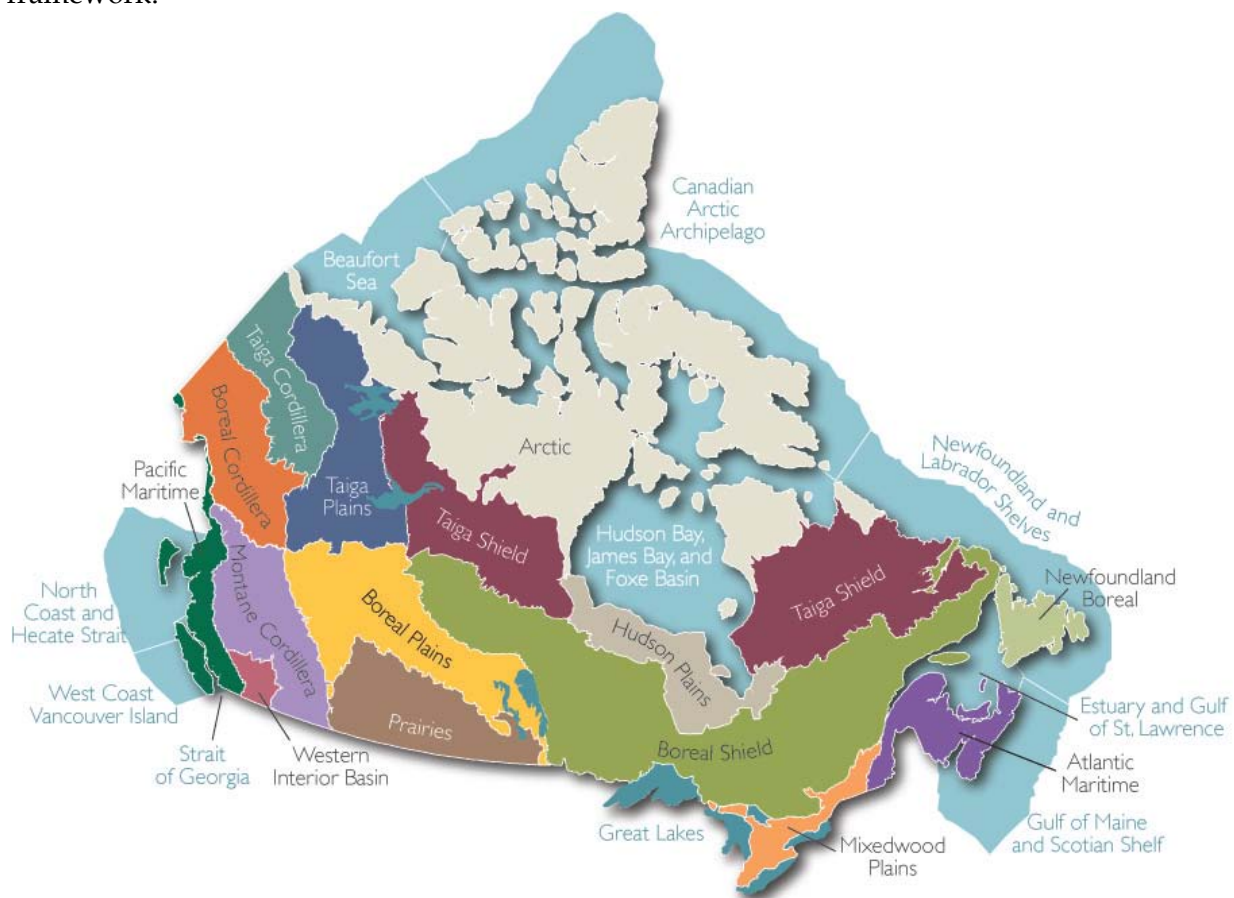 framework.
Canadian
Arctic
Archipelago
Beaufort
Sea
Taiga Cordillera
Boreal Cordillera
Arctic
Newfoundland and
Labrador Shelves
Pacific
Maritime
Taiga
Plains
Taiga Shield
Hudson Bay,
James Bay, and
Foxe Basin
Taiga Shield
Newfoundland
Boreal
North
Coast and
Hecate Strait
Montane Cordillera
Boreal Plains
Hudson Plains
West Coast
Vancouver Island
Prairies
Estuary and Gulf
of St. Lawrence
Strait
of Georgia
Western
Interior Basin
Boreal Shield
Atlantic
Maritime
Great Lakes
Mixedwood
Plains
Gulf of Maine
and Scotian Shelf